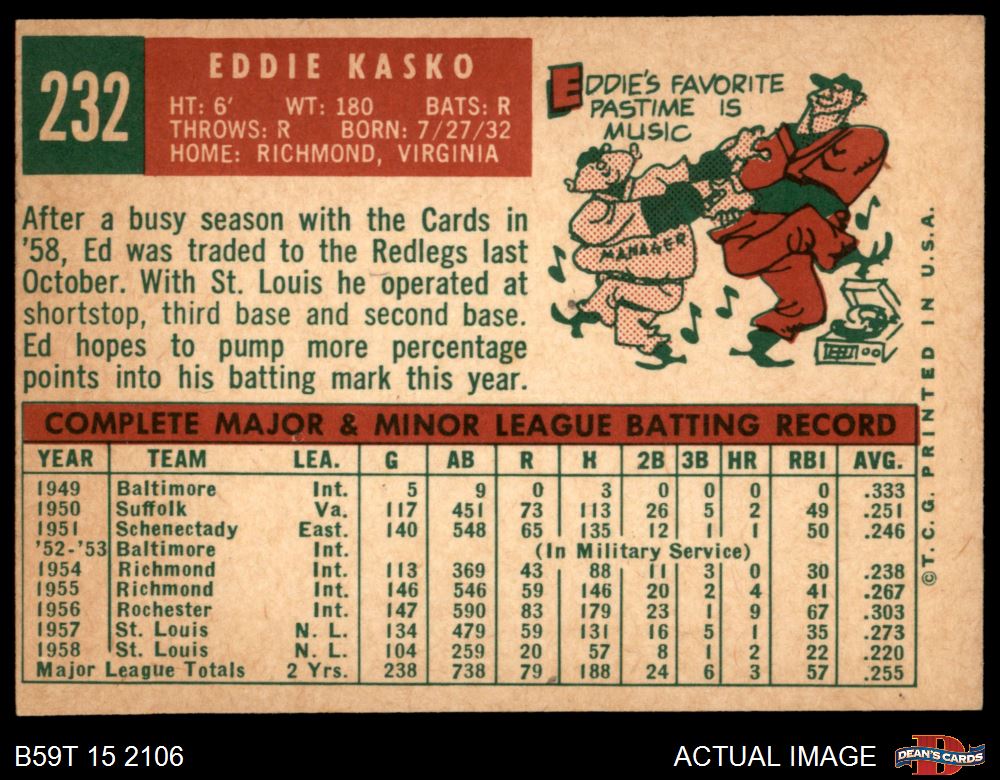 232
EDDIE KASKO
HT: 6' WT: 180 BATS: R
THROWS: R BORN: 7/27/32
HOME: RICHMOND, VIRGINIA
EDDIE'S FAVORITE
PASTIME IS
MUSIC
MANAGER
After a busy season with the Cards in
'58, Ed was traded to the Redlegs last
October. With St. Louis he operated at
shortstop, third base and second base.
Ed hopes to pump more percentage
points into his batting mark this year.
COMPLETE MAJOR & MINOR LEAGUE BATTING RECORD
YEAR TEAM LEA. G AB R H 2B 3B HR RBI AVG.
1949 Baltimore Int. 5 9 0 3 0 0 0 0 .333
1950 Suffolk Va. 117 451 73 113 26 5 2 49 .251
1951 Schenectady East. 140 548 65 135 12 1 1 50 .246
'52-'53 Baltimore Int. (In Military Service)
1954 Richmond Int. 113 369 43 88 11 3 0 30 .238
1955 Richmond Int. 146 546 59 146 20 2 4 41 .267
1956 Rochester Int. 147 590 83 179 23 1 9 67 .303
1957 St. Louis N. L. 134 479 59 131 16 5 1 35 .273
1958 St. Louis N. L. 104 259 20 57 8 1 2 22 .220
Major League Totals 2 Yrs. 238 738 79 188 24 6 3 57 .255
© T. C. G. PRINTED IN U.S.A.
B59T 15 2106
ACTUAL IMAGE
D
DEAN'S CARDS